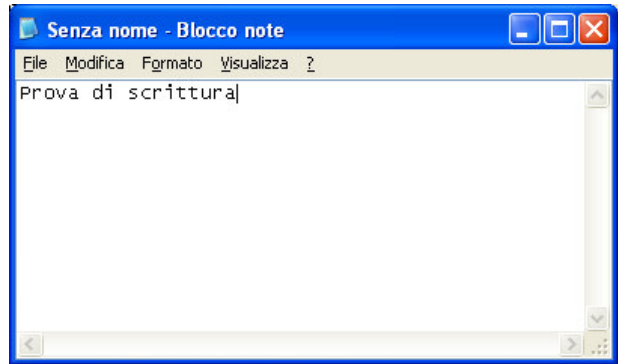 Senza nome - Blocco note
File Modifica Formato Visualizza ?
Prova di scrittura